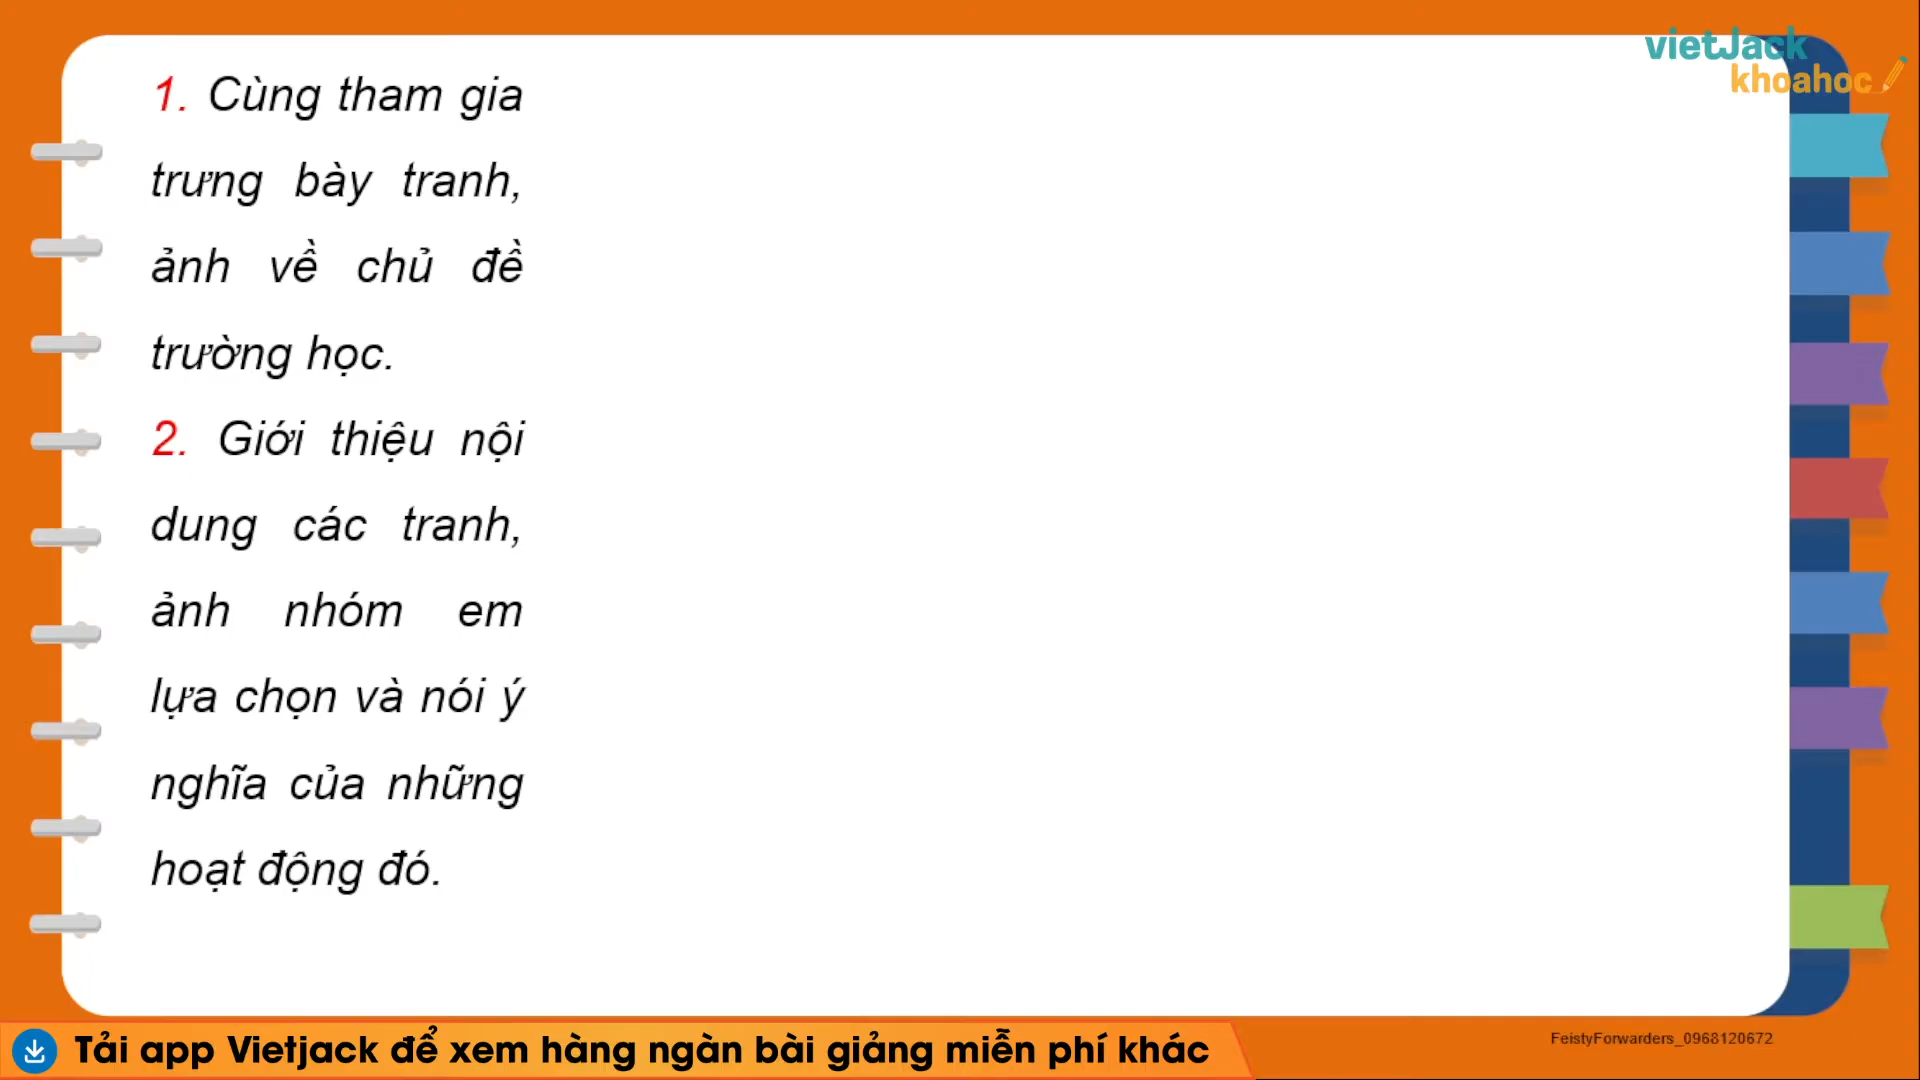 vietJack
khoahoc
1. Cùng tham gia
trưng bày tranh,
ảnh về chủ đề
trường học.
2. Giới thiệu nội
dung các tranh,
ảnh nhóm em
lựa chọn và nói ý
nghĩa của những
hoạt động đó.
Tải app Vietjack để xem hàng ngàn bài giảng miễn phí khác
FeistyForwarders_0968120672